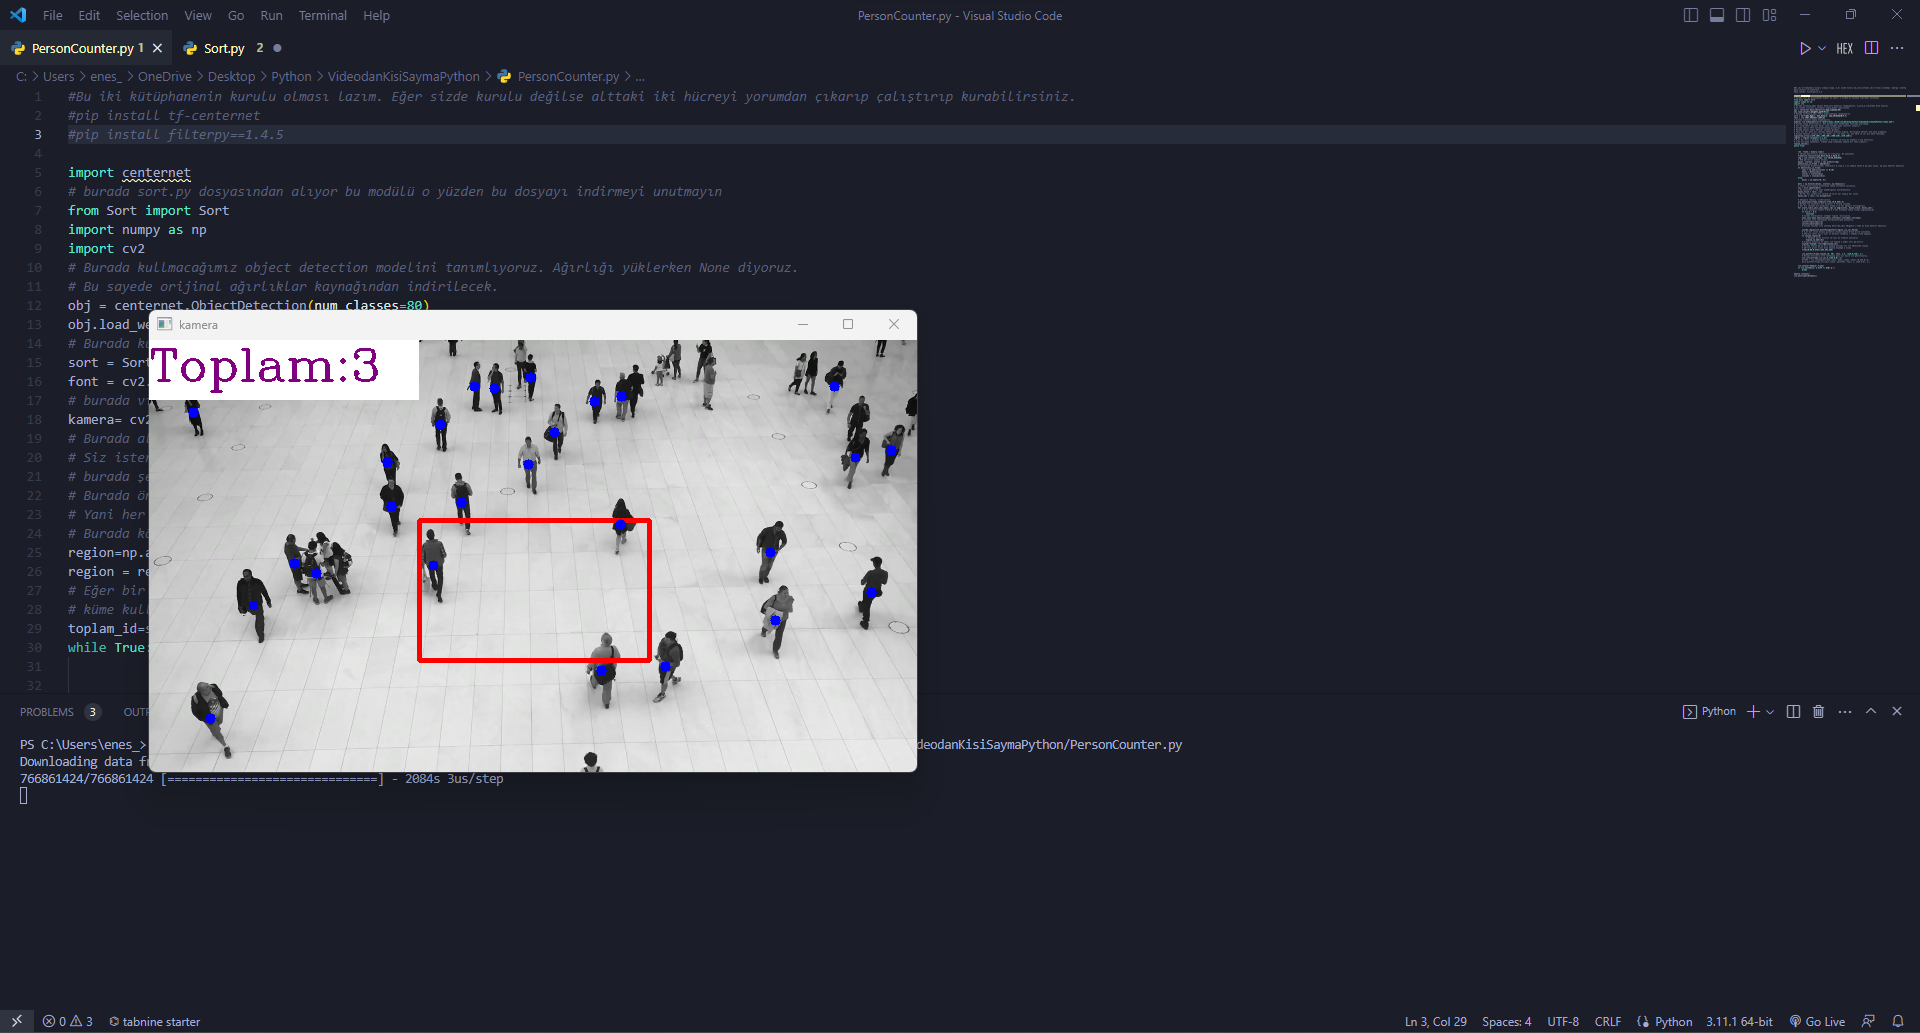 File Edit Selection View Go Run Terminal Help
PersonCounter.py - Visual Studio Code
PersonCounter.py 1
Sort.py 2
HEX
C: > Users > enes_ > OneDrive > Desktop > Python > VideodanKisiSaymaPython > PersonCounter.py > ...
1 #Bu iki kütüphanenin kurulu olması lazım. Eğer sizde kurulu değilse alttaki iki hücreyi yorumdan çıkarıp çalıştırıp kurabilirsiniz.
2 #pip install tf-centernet
3 #pip install filterpy==1.4.5
4
5 import centernet
6 # burada sort.py dosyasından alıyor bu modülü o yüzden bu dosyayı indirmeyi unutmayın
7 from Sort import Sort
8 import numpy as np
9 import cv2
10 # Burada kullmacağımız object detection modelini tanımlıyoruz. Ağırlığı yüklerken None diyoruz.
11 # Bu sayede orijinal ağırlıklar kaynağından indirilecek.
12 obj = centernet.ObjectDetection(num_classes=80)
13 obj.load_we
14 # Burada k
15 sort = Sort
16 font = cv2.
17 # burada v
18 kamera= cv2
19 # Burada a
20 # Siz ister
21 # burada şe
22 # Burada ön
23 # Yani her
24 # Burada k
25 region=np.a
26 region = re
27 # Eğer bir
28 # küme kull
29 toplam_id=s
30 while True:
31
32
kamera
Toplam:3
PROBLEMS 3 OUTP
Python
PS C:\Users\enes_> deodanKisiSaymaPython/PersonCounter.py
Downloading data f
766861424/766861424 [==============================] - 2084s 3us/step
0 3 tabnine starter
Ln 3, Col 29 Spaces: 4 UTF-8 CRLF Python 3.11.1 64-bit Go Live